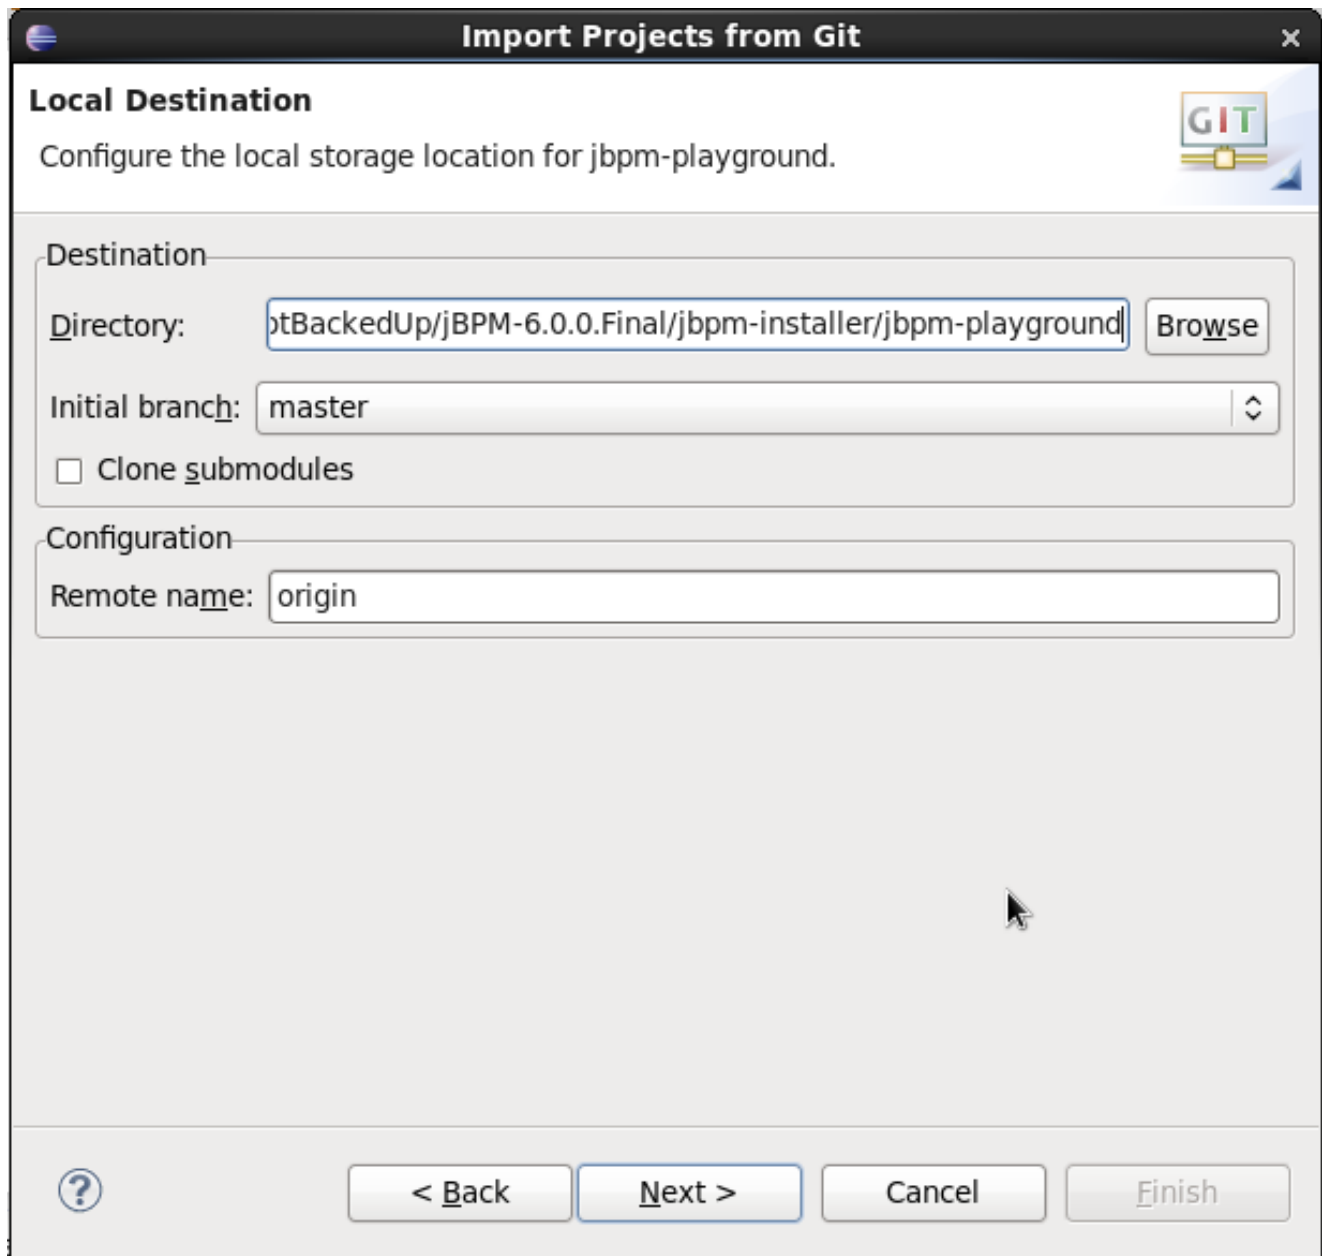 Import Projects from Git
Local Destination
GIT
Configure the local storage location for jbpm-playground.
Destination
Directory: otBackedUp/jBPM-6.0.0.Final/jbpm-installer/jbpm-playground Browse
Initial branch: master
Clone submodules
Configuration
Remote name: origin
< Back Next > Cancel Finish